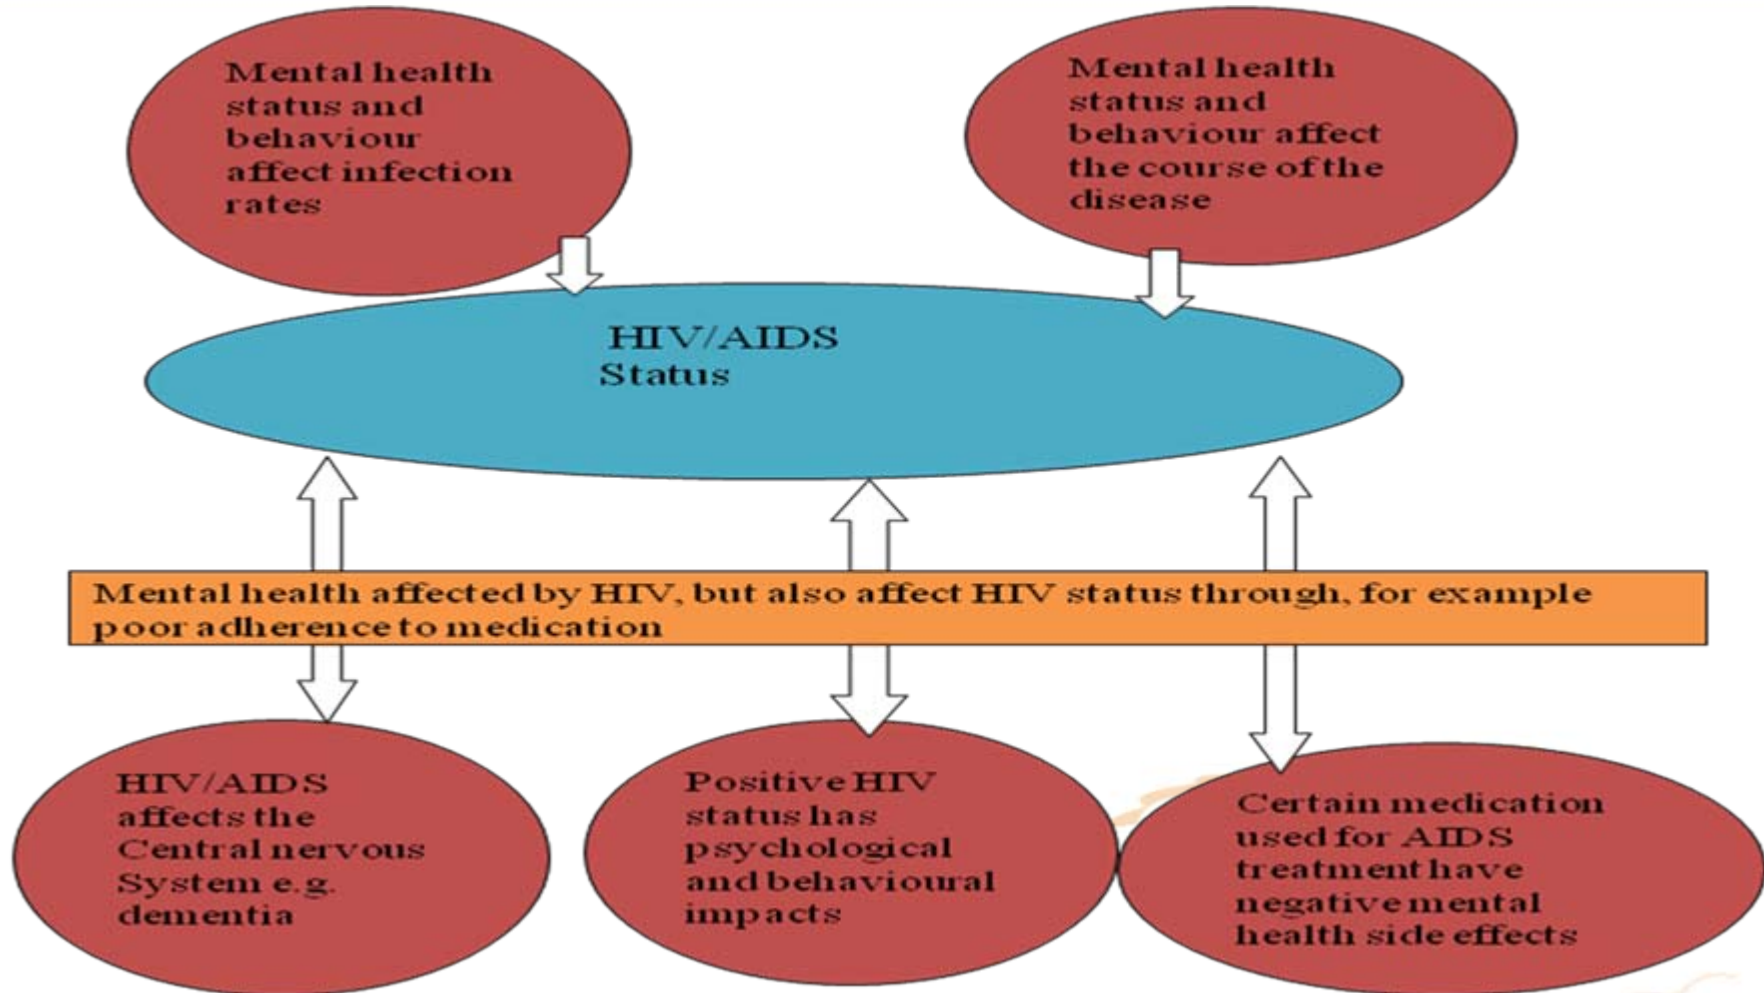 Mental health
status and
behaviour
affect infection
rates
Mental health
status and
behaviour affect
the course of the
disease
HIV/AIDS
Status
Mental health affected by HIV, but also affect HIV status through, for example
poor adherence to medication
HIV/AIDS
affects the
Central nervous
System e.g.
dementia
Positive HIV
status has
psychological
and behavioural
impacts
Certain medication
used for AIDS
treatment have
negative mental
health side effects